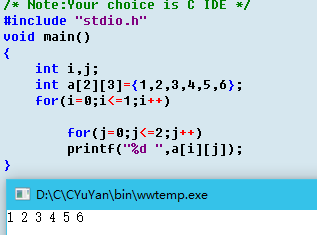 /* Note:Your choice is C IDE */
#include "stdio.h"
void main()
{
    int i,j;
    int a[2][3]={1,2,3,4,5,6};
    for(i=0;i<=1;i++)

        for(j=0;j<=2;j++)
        printf("%d ",a[i][j]);
}
D:\C\CYuYan\bin\wwtemp.exe
1 2 3 4 5 6